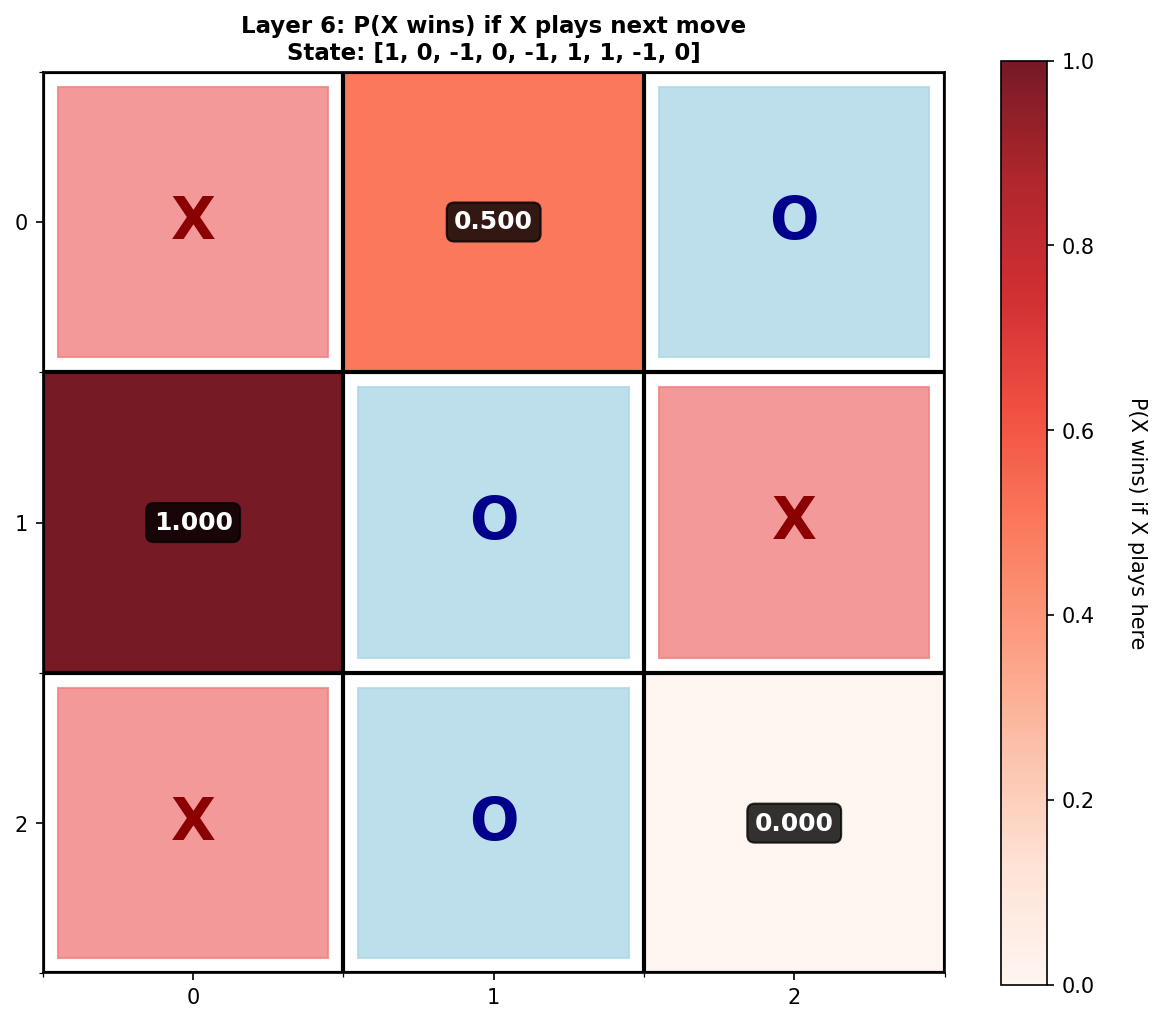 Layer 6: P(X wins) if X plays next move
State: [1, 0, -1, 0, -1, 1, 1, -1, 0]
X
0.500
O
1.000
O
X
X
O
0.000
0
1
2
0
1
2
1.0
0.8
0.6
0.4
0.2
0.0
P(X wins) if X plays here